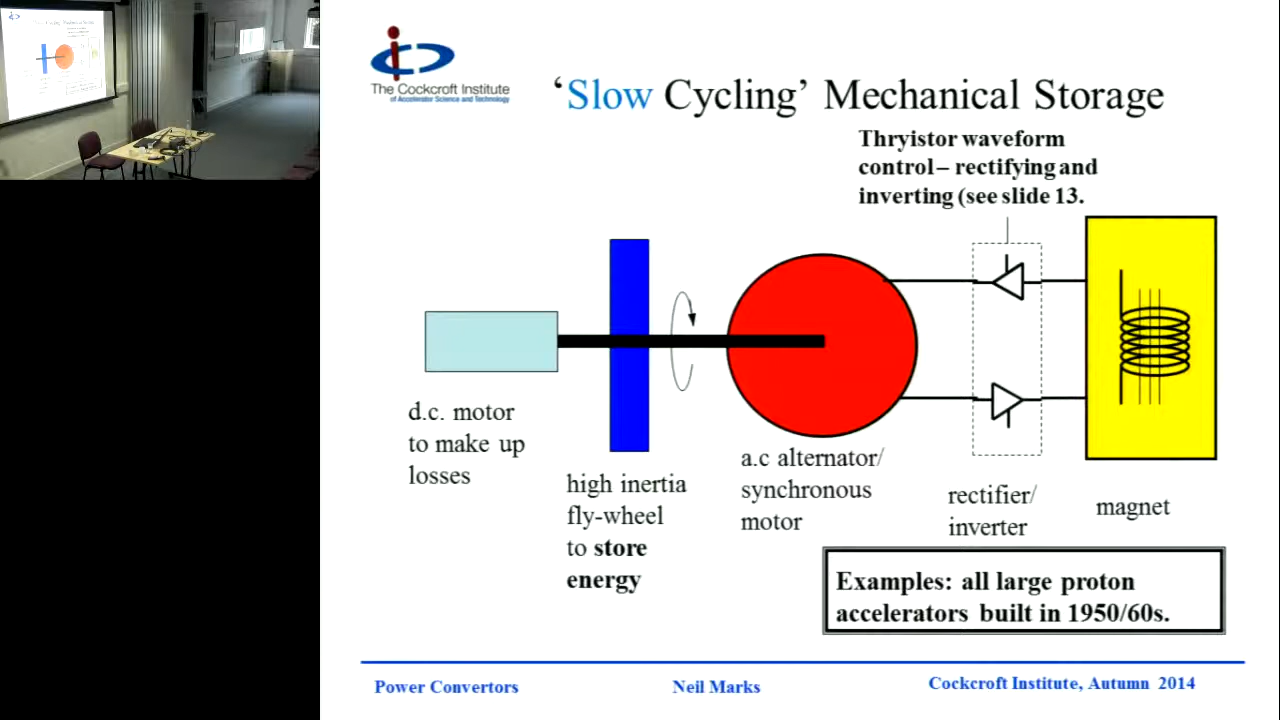 The Cockcroft Institute
of Accelerator Science and Technology
‘Slow Cycling’ Mechanical Storage
Thryistor waveform
control – rectifying and
inverting (see slide 13.
d.c. motor
to make up
losses
high inertia
fly-wheel
to store
energy
a.c alternator/
synchronous
motor
rectifier/
inverter
magnet
Examples: all large proton
accelerators built in 1950/60s.
Power Convertors
Neil Marks
Cockcroft Institute, Autumn 2014